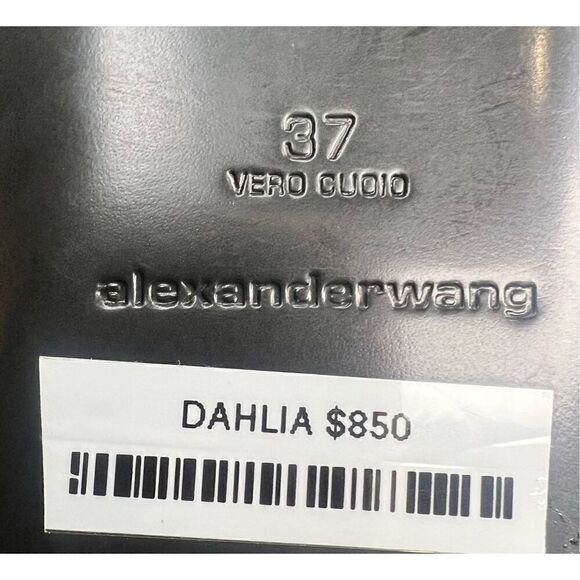 37
VERO CUOIO
alexanderwang
DAHLIA $850